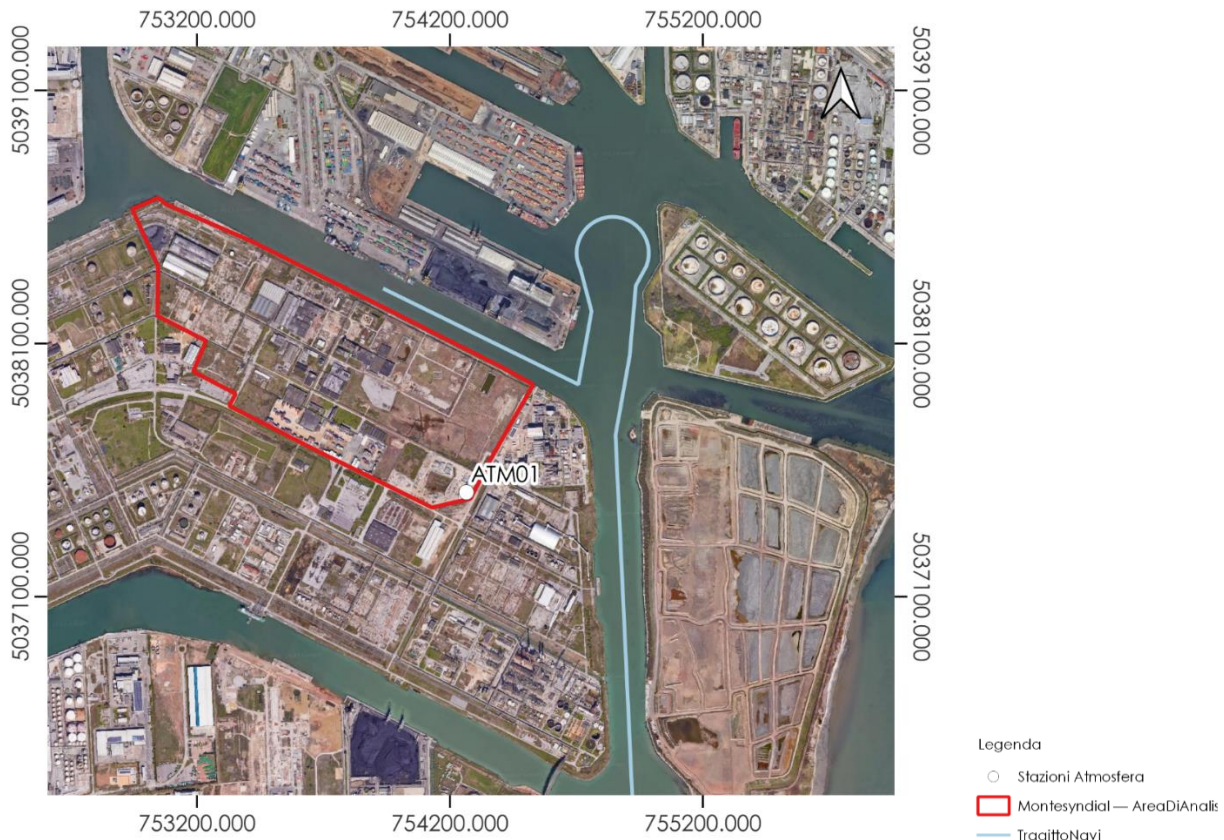 753200.000 754200.000 755200.000
5039100.000 5039100.000
5038100.000 5038100.000
ATM01
5037100.000 5037100.000
753200.000 754200.000 755200.000
Legenda
Stazioni Atmosfera
Montesyndial — AreaDiAnalis
TragittoNavi